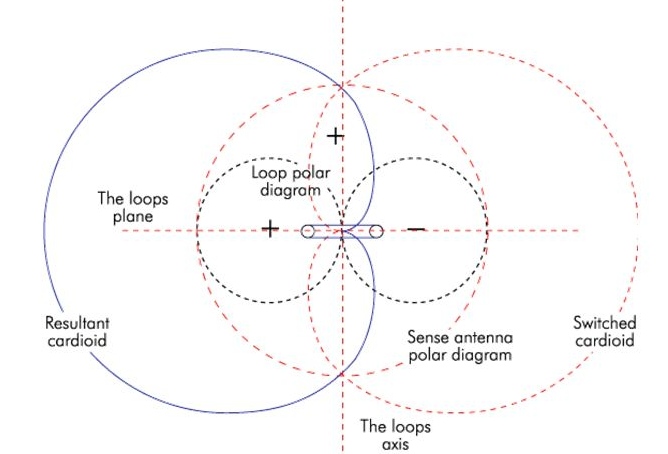 +
Loop polar
diagram
The loops
plane
+
−
Resultant
cardioid
Sense antenna
polar diagram
Switched
cardioid
The loops
axis